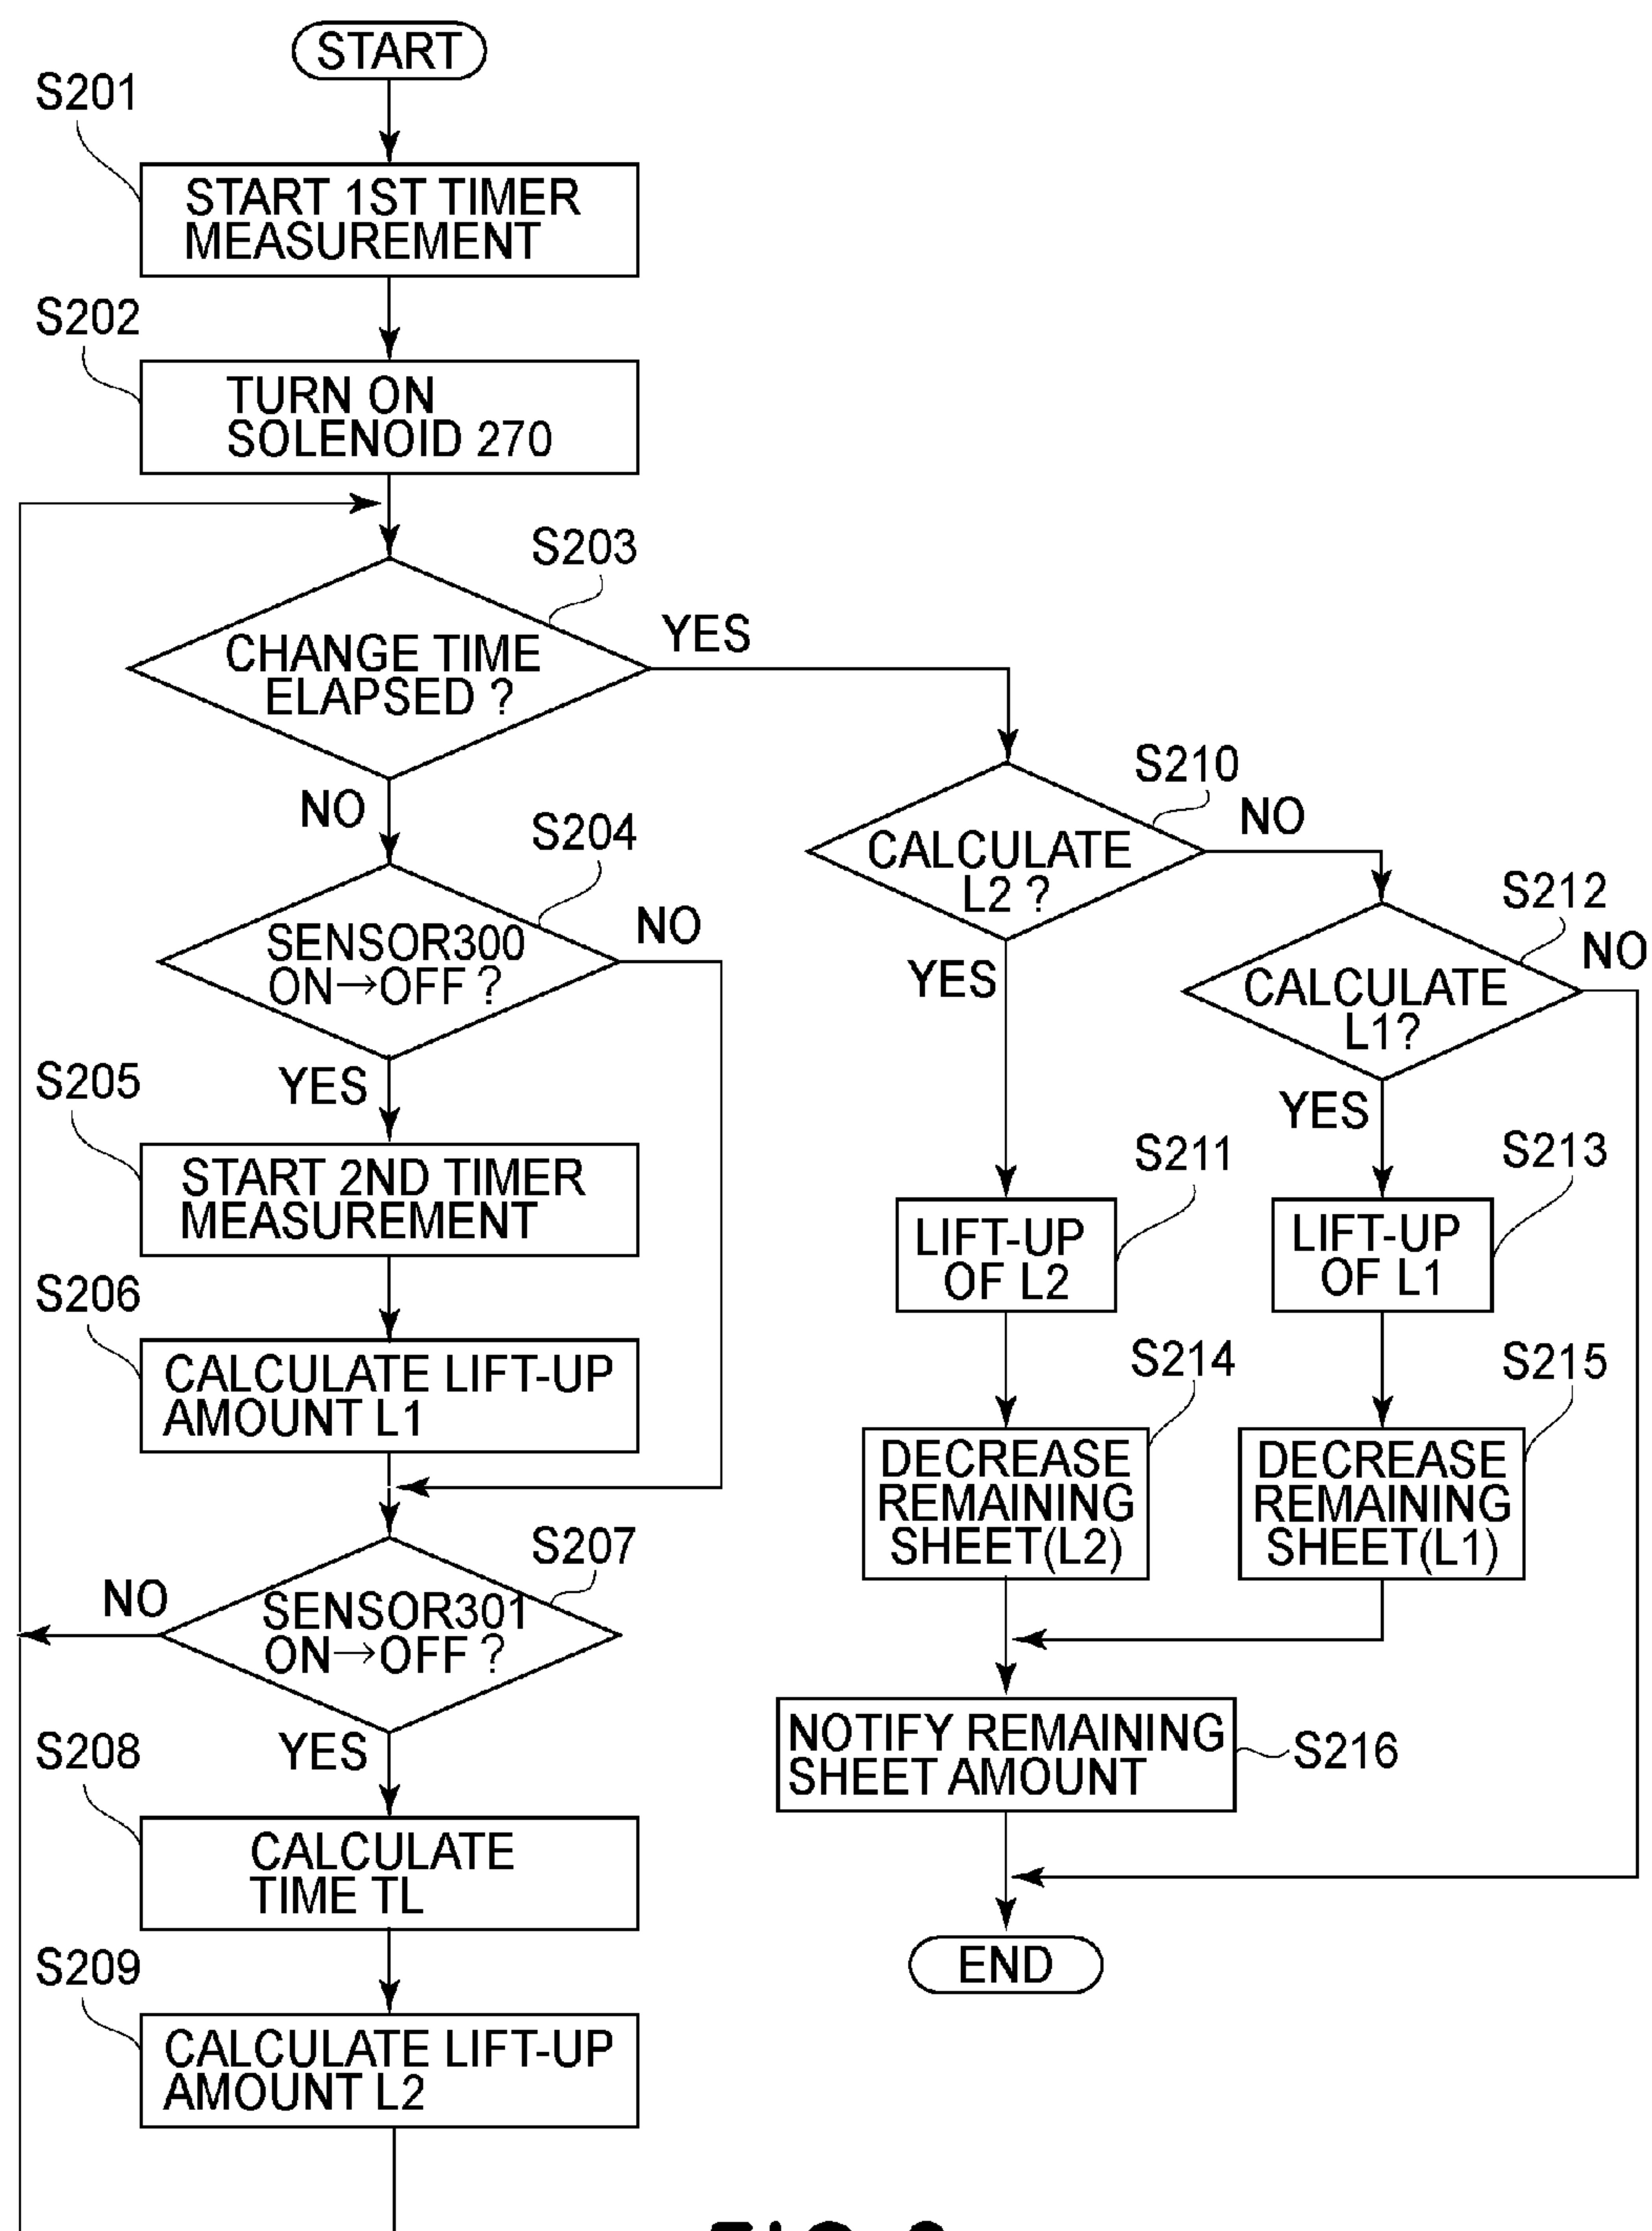 START
S201
START 1ST TIMER
MEASUREMENT
S202
TURN ON
SOLENOID 270
S203
CHANGE TIME
ELAPSED ?
YES
NO
S204
SENSOR300
ON→OFF ?
NO
YES
S205
START 2ND TIMER
MEASUREMENT
S206
CALCULATE LIFT-UP
AMOUNT L1
S207
SENSOR301
ON→OFF ?
NO
YES
S208
CALCULATE
TIME TL
S209
CALCULATE LIFT-UP
AMOUNT L2
S210
CALCULATE
L2 ?
NO
YES
S212
CALCULATE
L1?
NO
YES
S211
LIFT-UP
OF L2
S213
LIFT-UP
OF L1
S214
DECREASE
REMAINING
SHEET(L2)
S215
DECREASE
REMAINING
SHEET(L1)
NOTIFY REMAINING
SHEET AMOUNT
S216
END